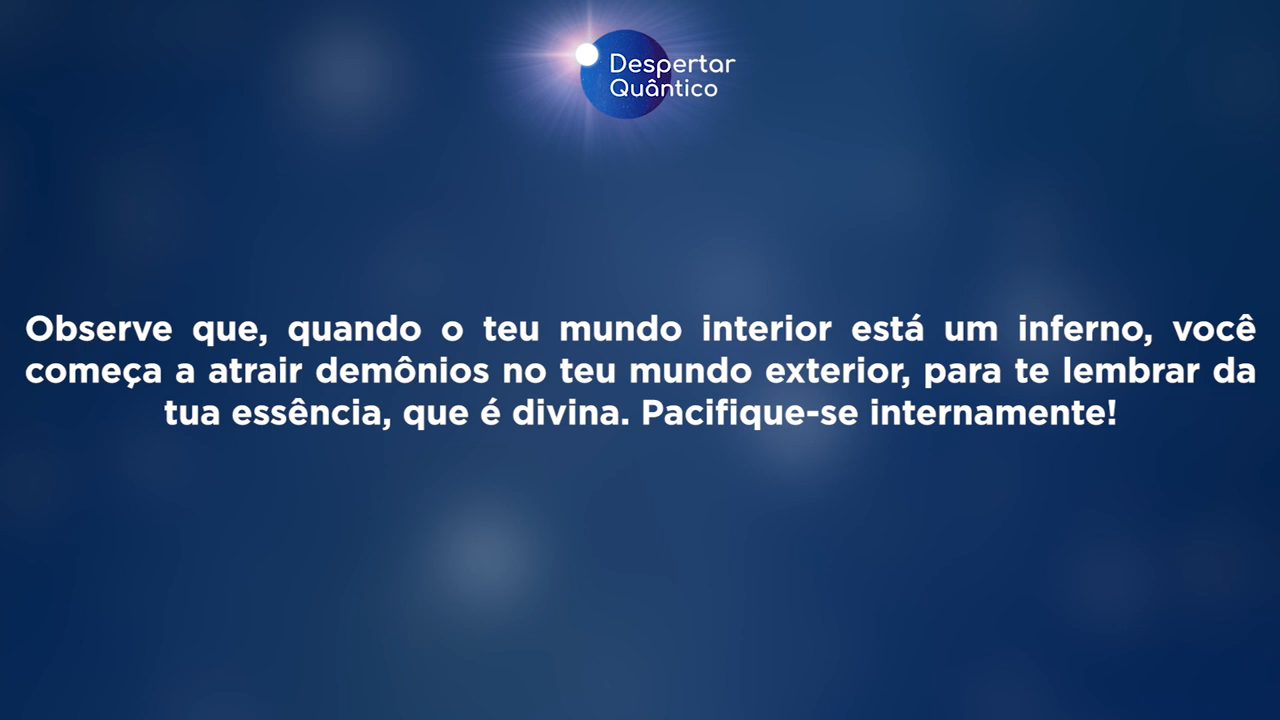 Despertar
Quântico
Observe que, quando o teu mundo interior está um inferno, você
começa a atrair demônios no teu mundo exterior, para te lembrar da
tua essência, que é divina. Pacifique-se internamente!